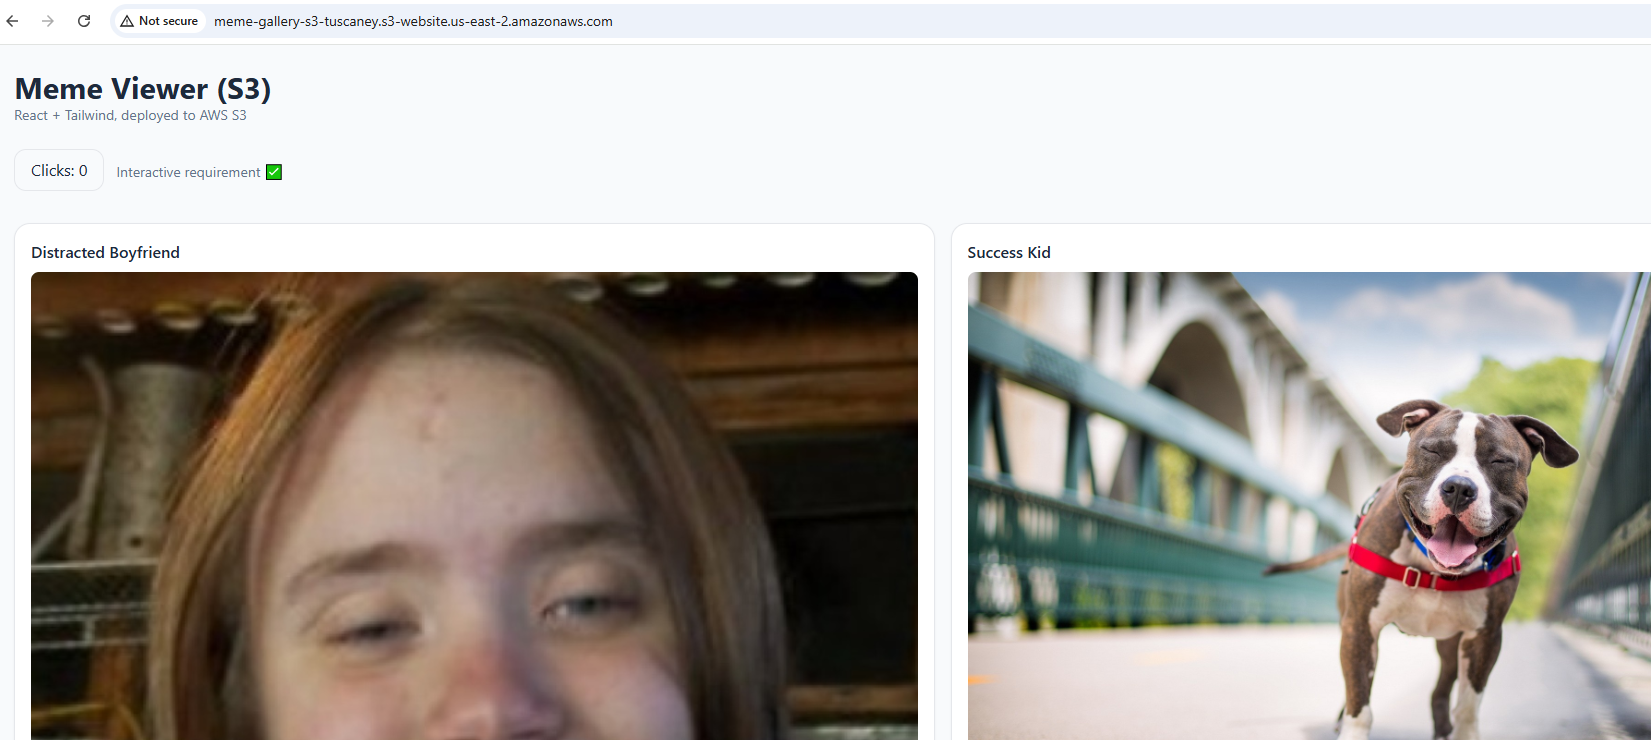 Not secure
meme-gallery-s3-tuscaney.s3-website.us-east-2.amazonaws.com
Meme Viewer (S3)
React + Tailwind, deployed to AWS S3
Clicks: 0
Interactive requirement ✅
Distracted Boyfriend
Success Kid